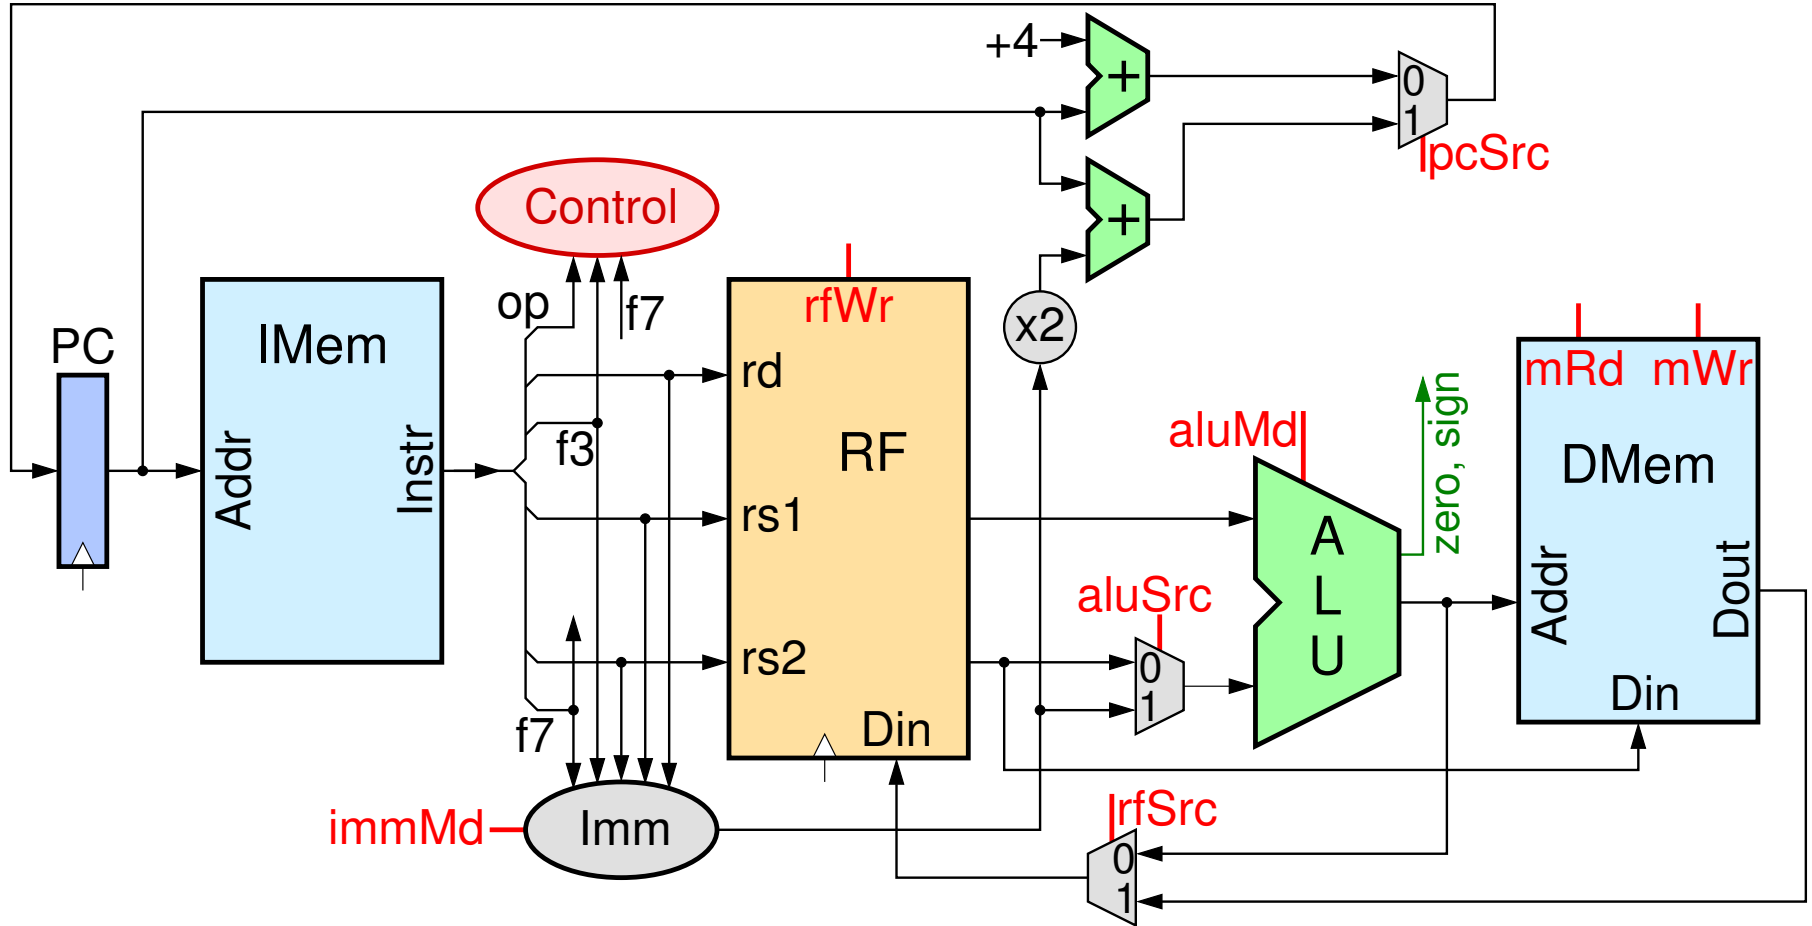 +4
+
0
1
pcSrc
Control
+
op
f7
rfWr
x2
PC
IMem
Addr
Instr
rd
f3
RF
rs1
rs2
f7
Din
aluMd
zero, sign
mRd
mWr
DMem
A
L
U
aluSrc
0
1
Addr
Dout
Din
immMd
Imm
rfSrc
0
1